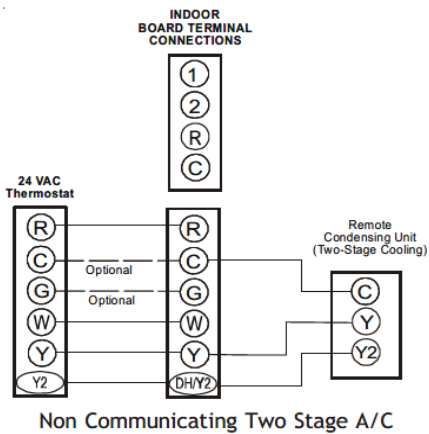 INDOOR
BOARD TERMINAL
CONNECTIONS
1
2
R
C
24 VAC
Thermostat
R
C
G
W
Y
Y2
Optional
Optional
R
C
G
W
Y
DH/Y2
Remote
Condensing Unit
(Two-Stage Cooling)
C
Y
Y2
Non Communicating Two Stage A/C